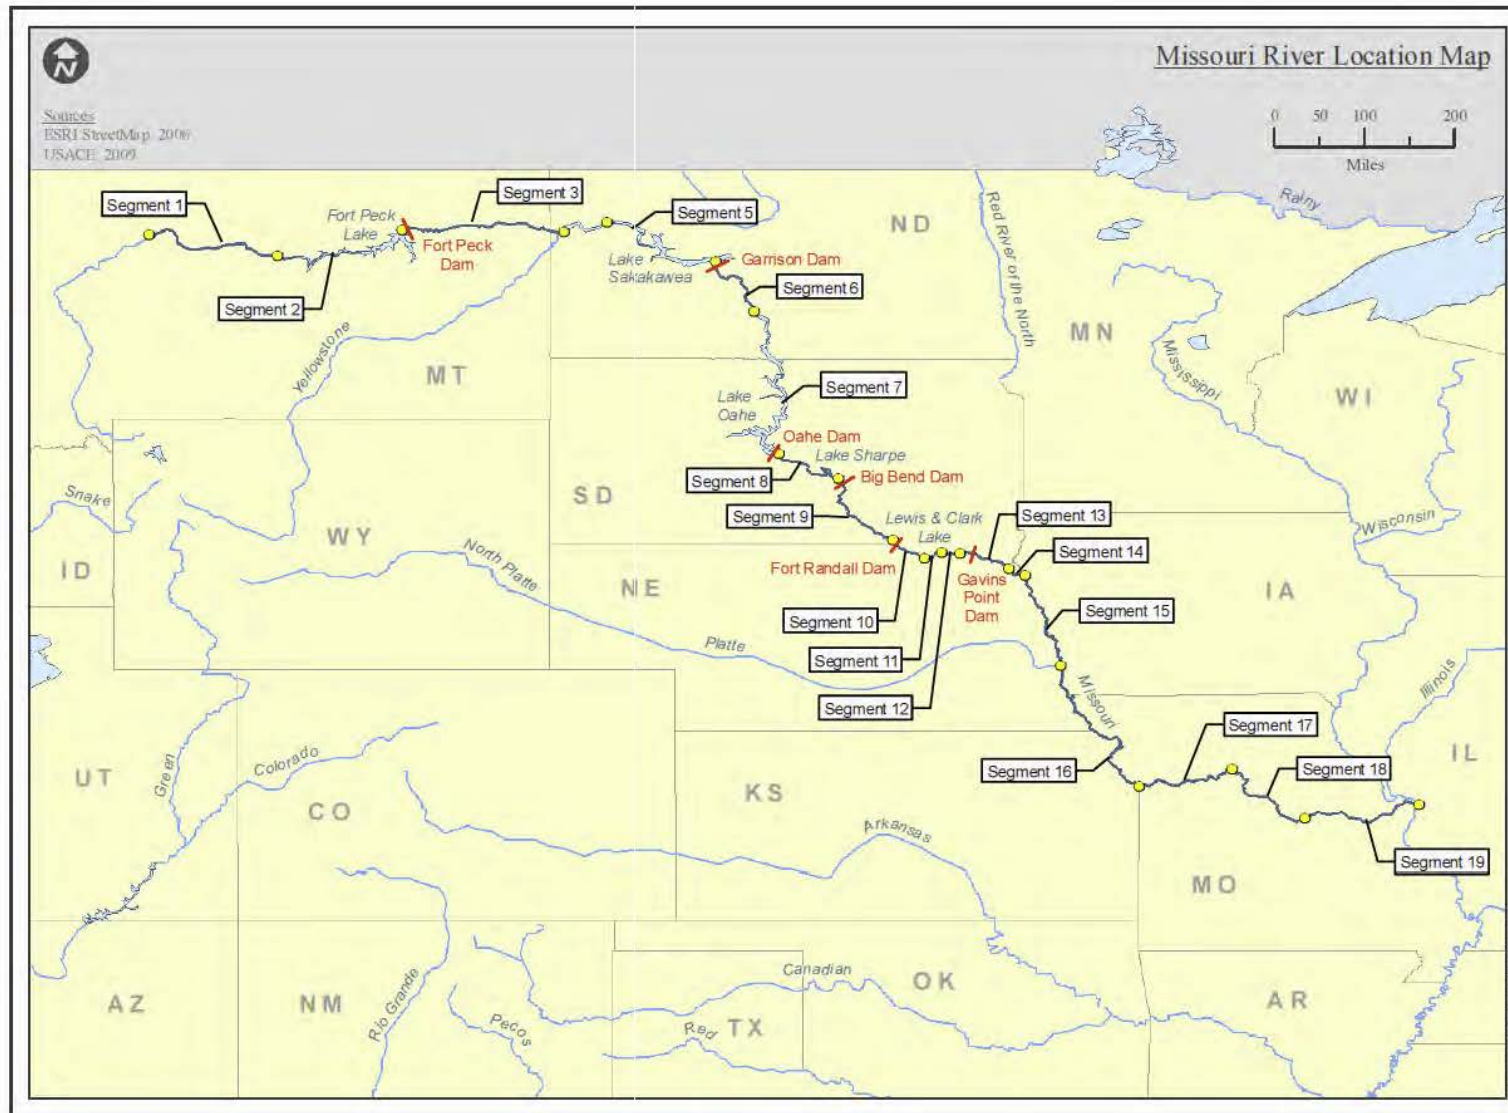 Missouri River Location Map
N
Sources
ESRI StreetMap 2006
USACE 2009
0 50 100 200
Miles
Segment 1
Fort Peck
Lake
Segment 3
Segment 5
ND
Red River of the North
Rainy
Fort Peck
Dam
Lake
Sakakawea
Garrison Dam
Segment 2
Segment 6
MN
Yellowstone
MT
Mississippi
WI
Lake
Oahe
Segment 7
Oahe Dam
Lake Sharpe
Segment 8
Big Bend Dam
Snake
SD
Segment 9
Lewis & Clark
Lake
Segment 13
Wisconsin
WY
Segment 14
ID
North Platte
NE
Fort Randall Dam
Gavins
Point
Dam
IA
Segment 10
Segment 15
Platte
Segment 11
Segment 12
Missouri
Illinois
Segment 17
Green
Colorado
UT
Segment 16
Segment 18
IL
CO
KS
Arkansas
Segment 19
MO
Canadian
OK
AZ
NM
Rio Grande
Pecos
Red
TX
AR